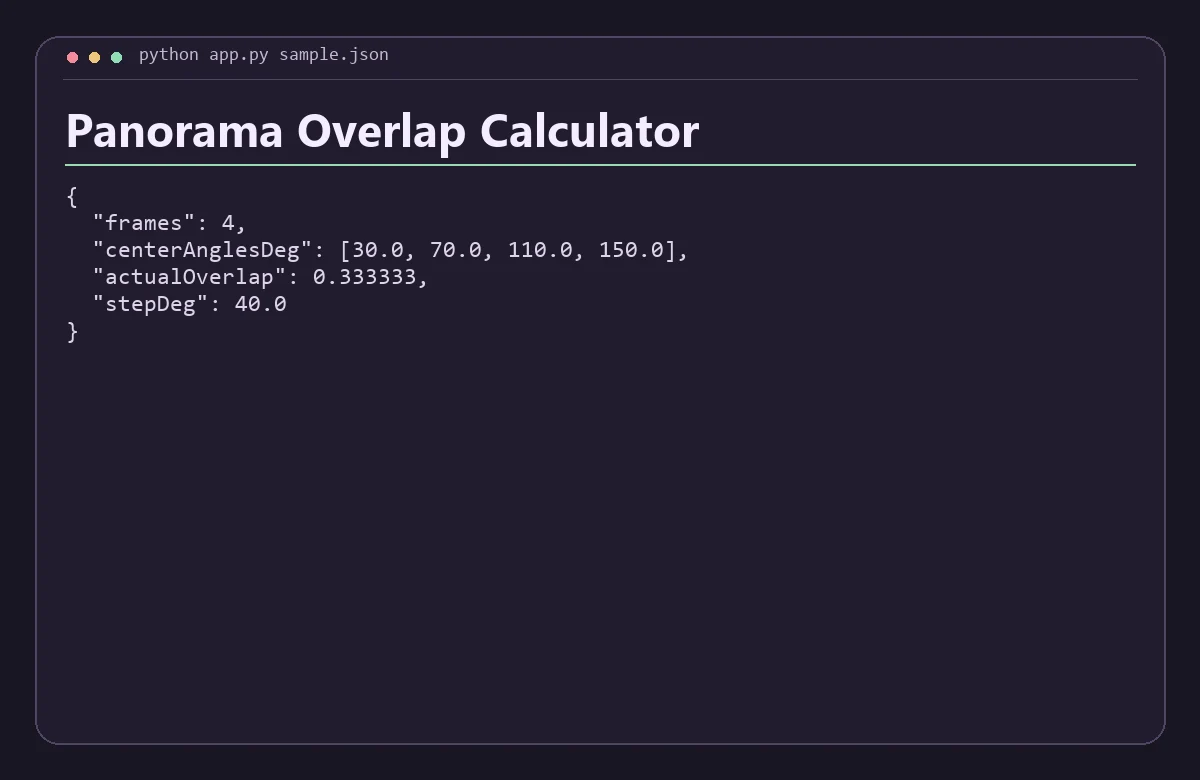 python app.py sample.json
Panorama Overlap Calculator
{
  "frames": 4,
  "centerAnglesDeg": [30.0, 70.0, 110.0, 150.0],
  "actualOverlap": 0.333333,
  "stepDeg": 40.0
}